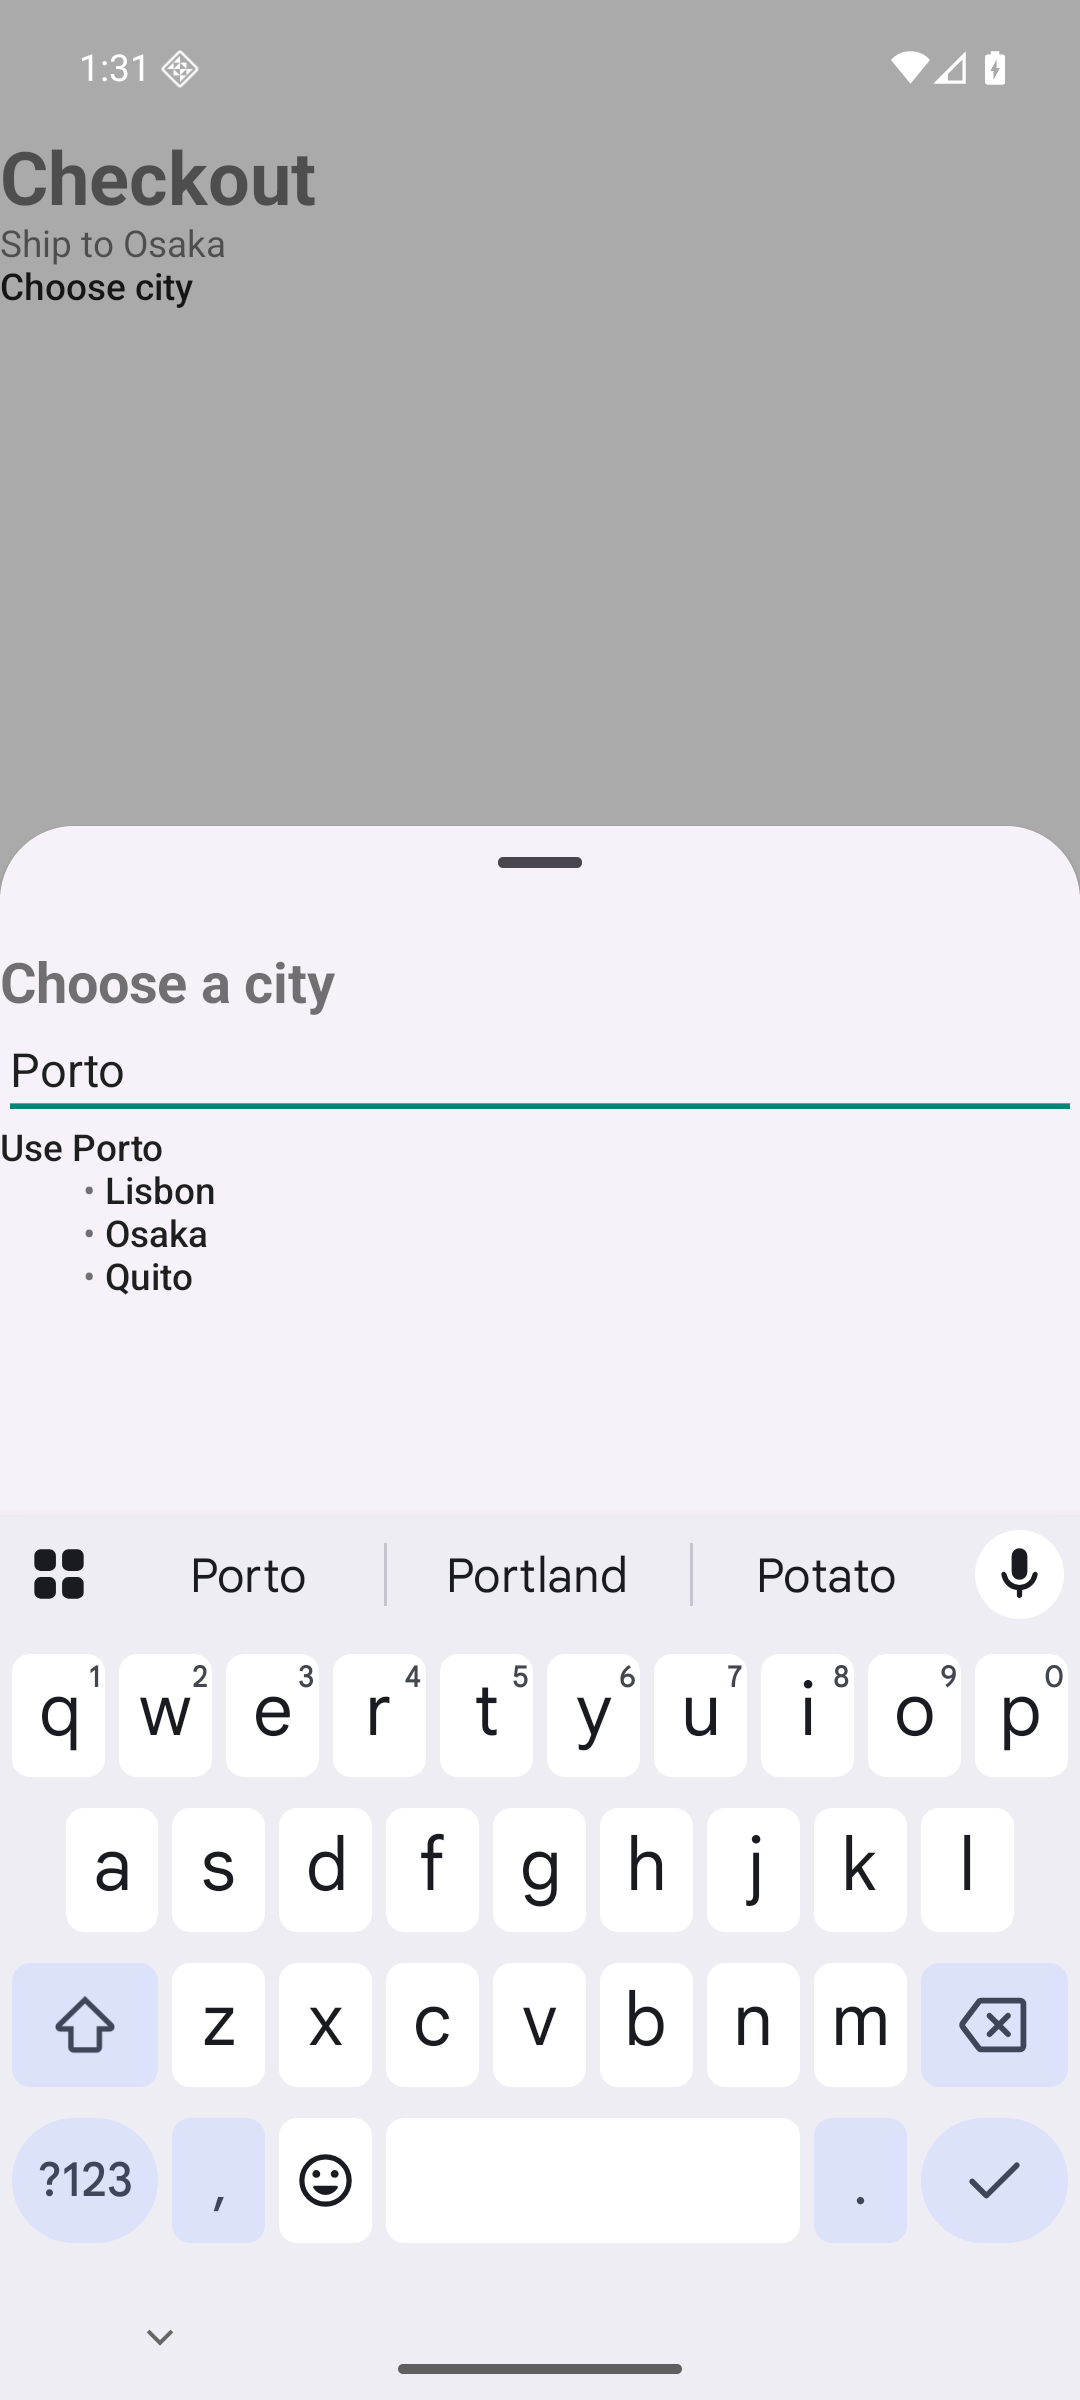 1:31
Checkout
Ship to Osaka
Choose city
Choose a city
Porto
Use Porto
• Lisbon
• Osaka
• Quito
Porto Portland Potato
q1 w2 e3 r4 t5 y6 u7 i8 o9 p0
a s d f g h j k l
z x c v b n m
?123 , .